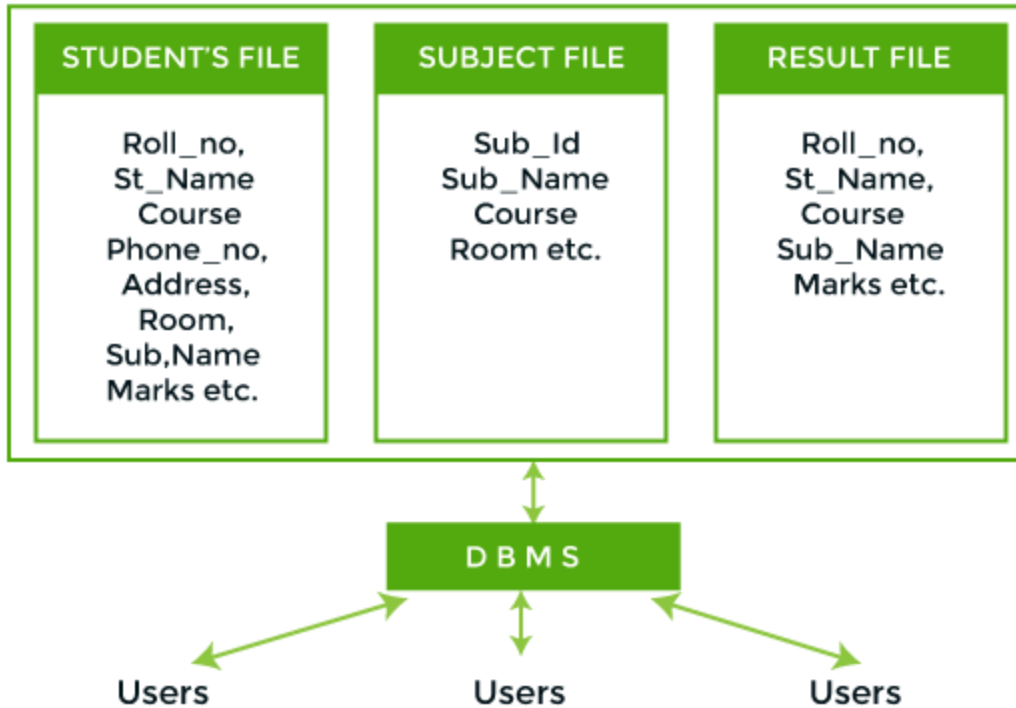 STUDENT'S FILE
Roll_no,
St_Name
Course
Phone_no,
Address,
Room,
Sub,Name
Marks etc.
SUBJECT FILE
Sub_Id
Sub_Name
Course
Room etc.
RESULT FILE
Roll_no,
St_Name,
Course
Sub_Name
Marks etc.
D B M S
Users
Users
Users